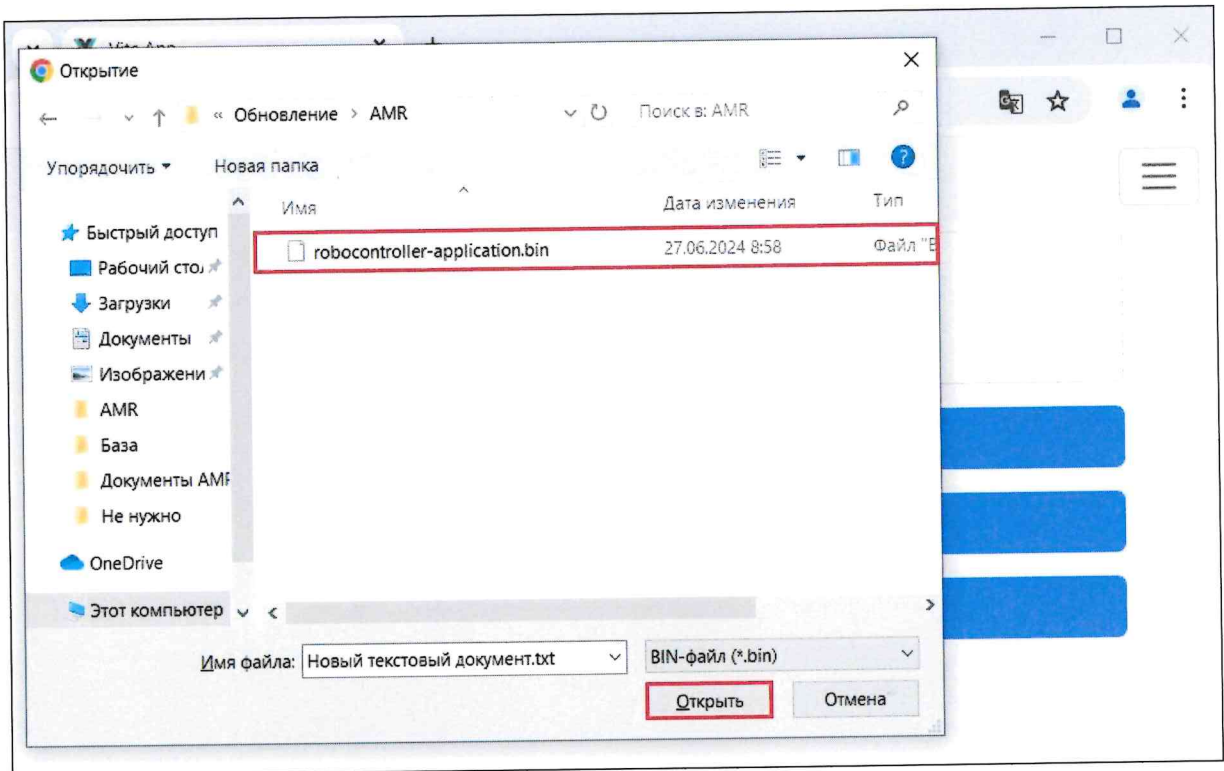 Vite App
Открытие
« Обновление > AMR
Поиск в: AMR
Упорядочить
Новая папка
Имя
Дата изменения
Тип
Быстрый доступ
robocontroller-application.bin
27.06.2024 8:58
Файл "B
Рабочий стол
Загрузки
Документы
Изображени
AMR
База
Документы AMR
Не нужно
OneDrive
Этот компьютер
Имя файла: Новый текстовый документ.txt
BIN-файл (*.bin)
Открыть
Отмена